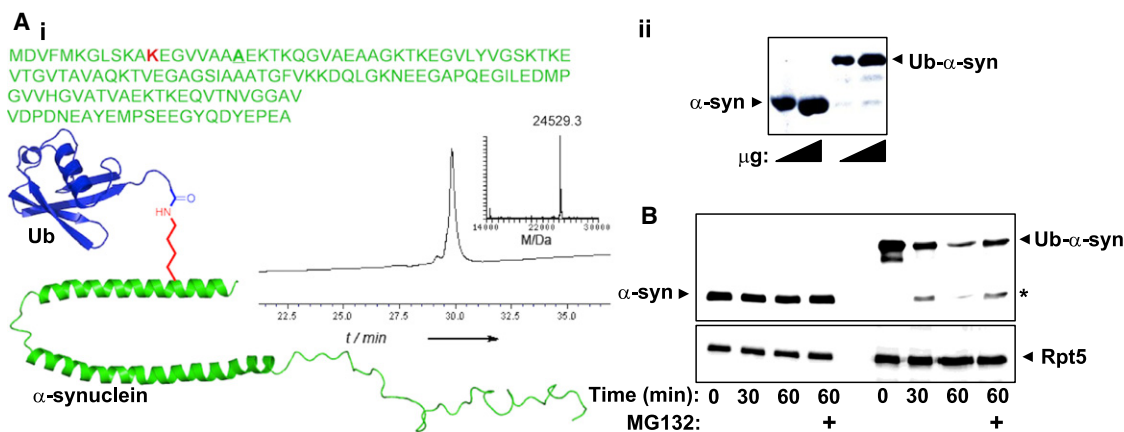 A
i
MDVFMKGLSKAKEGVVAAAEKTKQGVAEAAGKTKEGVLYVGSKTKE
VTGVTAVAQKTVEGAGSIAAATGFVKKDQLGKNEEGAPQEGILEDMP
GVVHGVATVAEKTKEQVTNVGGAV
VDPDNEAYEMPSEEGYQDYEPEA
Ub
O
HN
α-synuclein
24529.3
14000 22000 30000
M/Da
22.5 25.0 27.5 30.0 32.5 35.0
t / min
ii
α-syn
Ub-α-syn
μg:
B
Ub-α-syn
α-syn
*
Rpt5
Time (min): 0 30 60 60 0 30 60 60
MG132: + +